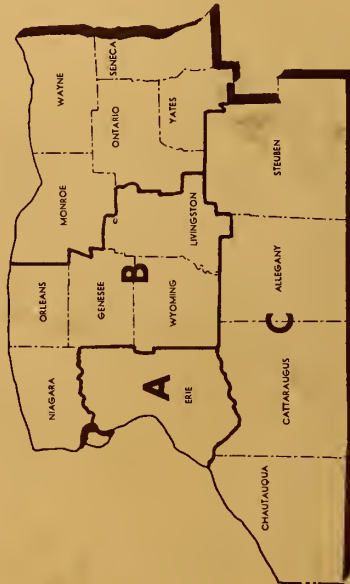 WAYNE
SENECA
MONROE
ONTARIO
YATES
ORLEANS
GENESEE
B
LIVINGSTON
STEUBEN
NIAGARA
WYOMING
ALLEGANY
A
ERIE
C
CATTARAUGUS
CHAUTAUQUA